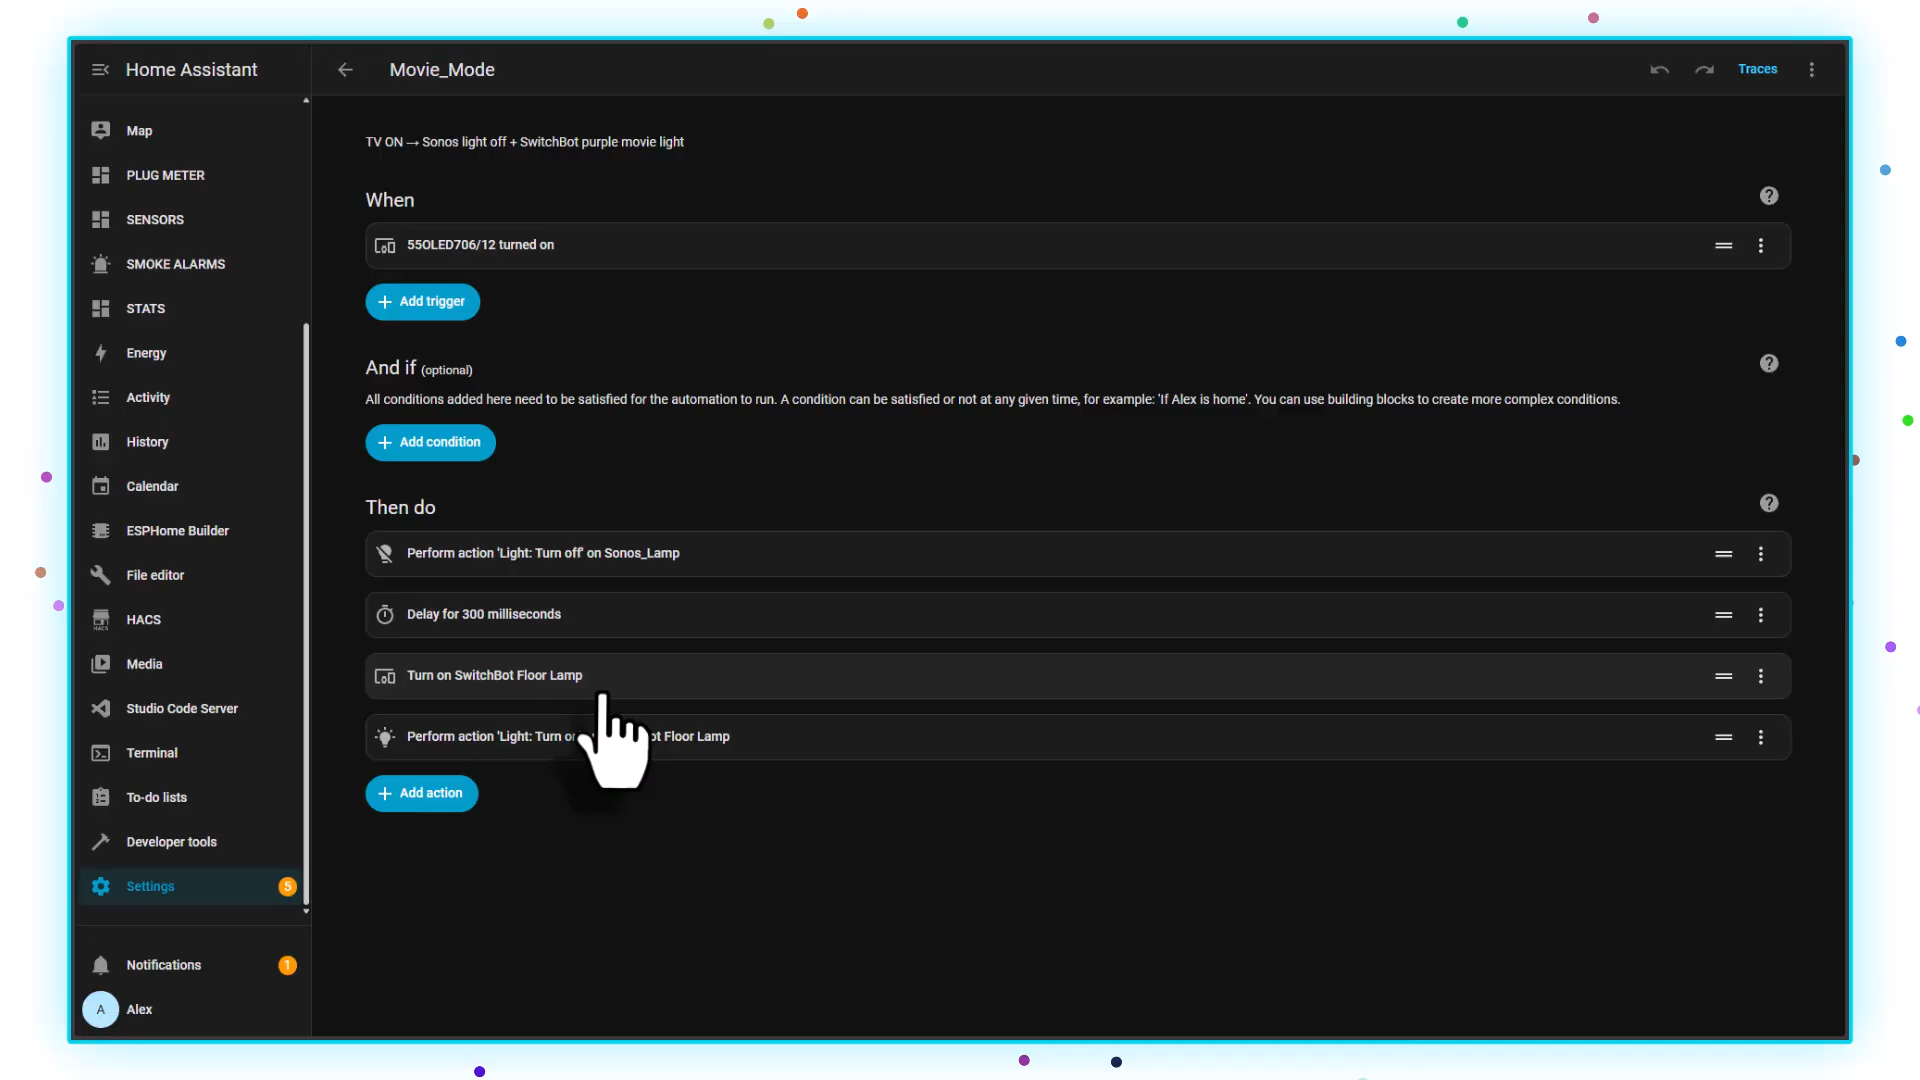 Home Assistant
Movie_Mode
Traces
Map
PLUG METER
SENSORS
SMOKE ALARMS
STATS
Energy
Activity
History
Calendar
ESPHome Builder
File editor
HACS
HACS
Media
Studio Code Server
Terminal
To-do lists
Developer tools
Settings
5
Notifications
1
A
Alex
TV ON → Sonos light off + SwitchBot purple movie light
When
55OLED706/12 turned on
Add trigger
And if (optional)
All conditions added here need to be satisfied for the automation to run. A condition can be satisfied or not at any given time, for example: 'If Alex is home'. You can use building blocks to create more complex conditions.
Add condition
Then do
Perform action 'Light: Turn off' on Sonos_Lamp
Delay for 300 milliseconds
Turn on SwitchBot Floor Lamp
Perform action 'Light: Turn Floor Lamp
Add action